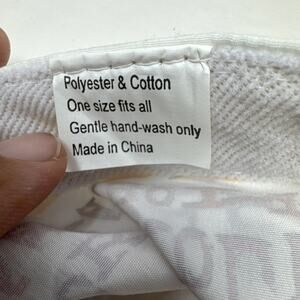 Polyester & Cotton
One size fits all
Gentle hand-wash only
Made in China